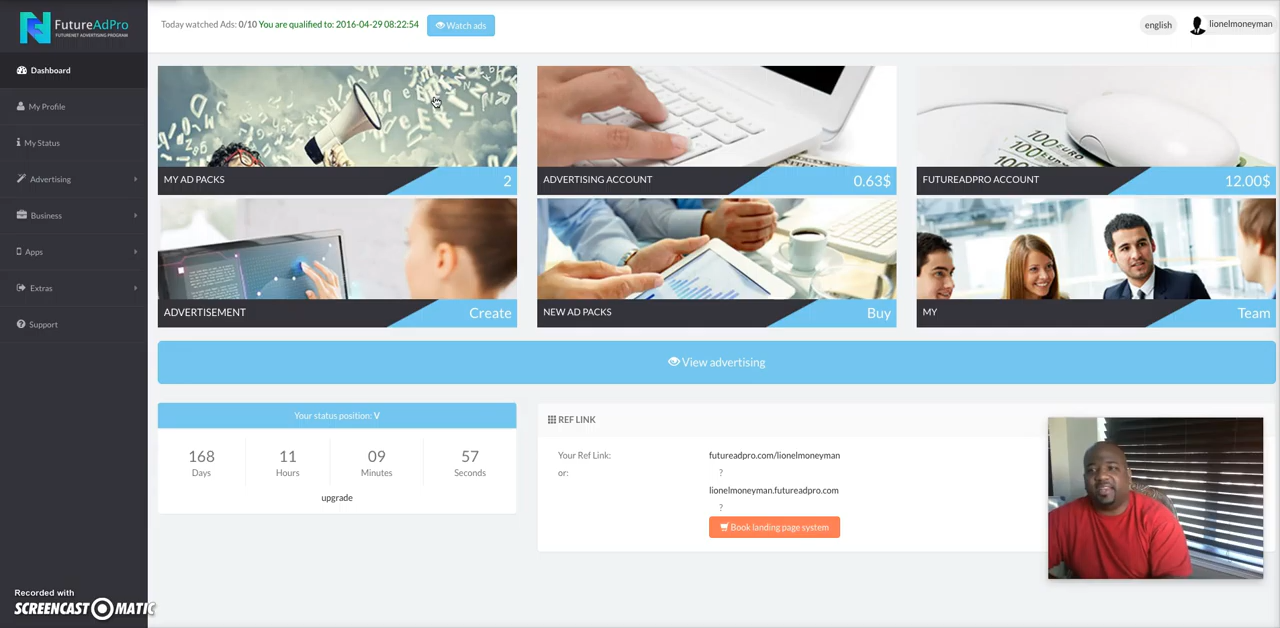 FutureAdPro
FUTURENET ADVERTISING PROGRAM
Today watched Ads: 0/10 You are qualified to: 2016-04-29 08:22:54
Watch ads
english
lionelmoneyman
Dashboard
My Profile
My Status
Advertising
Business
Apps
Extras
Support
MY AD PACKS 2
ADVERTISING ACCOUNT 0.63$
FUTUREADPRO ACCOUNT 12.00$
ADVERTISEMENT Create
NEW AD PACKS Buy
MY Team
View advertising
Your status position: V
168 11 09 57
Days Hours Minutes Seconds
upgrade
REF LINK
Your Ref Link: futureadpro.com/lionelmoneyman
or: ?
lionelmoneyman.futureadpro.com
?
Book landing page system
Recorded with
SCREENCAST-O-MATIC